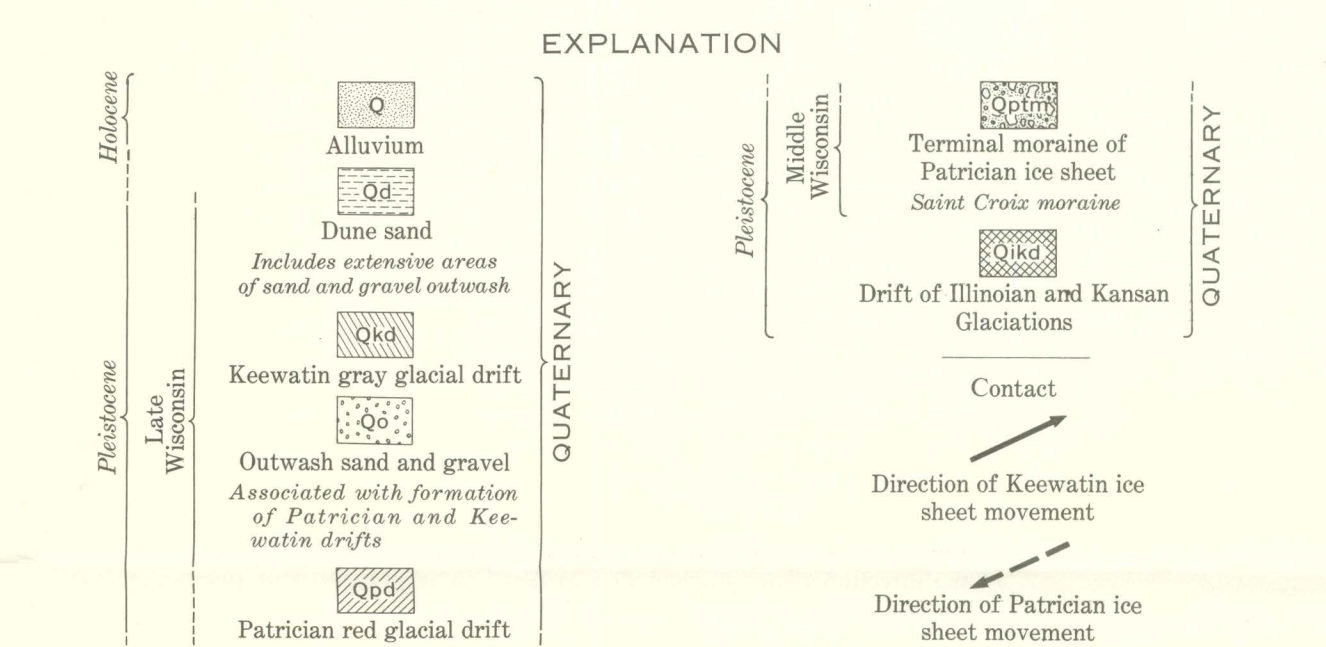 EXPLANATION
Holocene
Pleistocene
Late
Wisconsin
Q
Alluvium
Qd
Dune sand
Includes extensive areas
of sand and gravel outwash
Qkd
Keewatin gray glacial drift
Qo
Outwash sand and gravel
Associated with formation
of Patrician and Kee-
watin drifts
Qpd
Patrician red glacial drift
QUATERNARY
Pleistocene
Middle
Wisconsin
Qptm
Terminal moraine of
Patrician ice sheet
Saint Croix moraine
Qikd
Drift of Illinoian and Kansan
Glaciations
QUATERNARY
Contact
Direction of Keewatin ice
sheet movement
Direction of Patrician ice
sheet movement